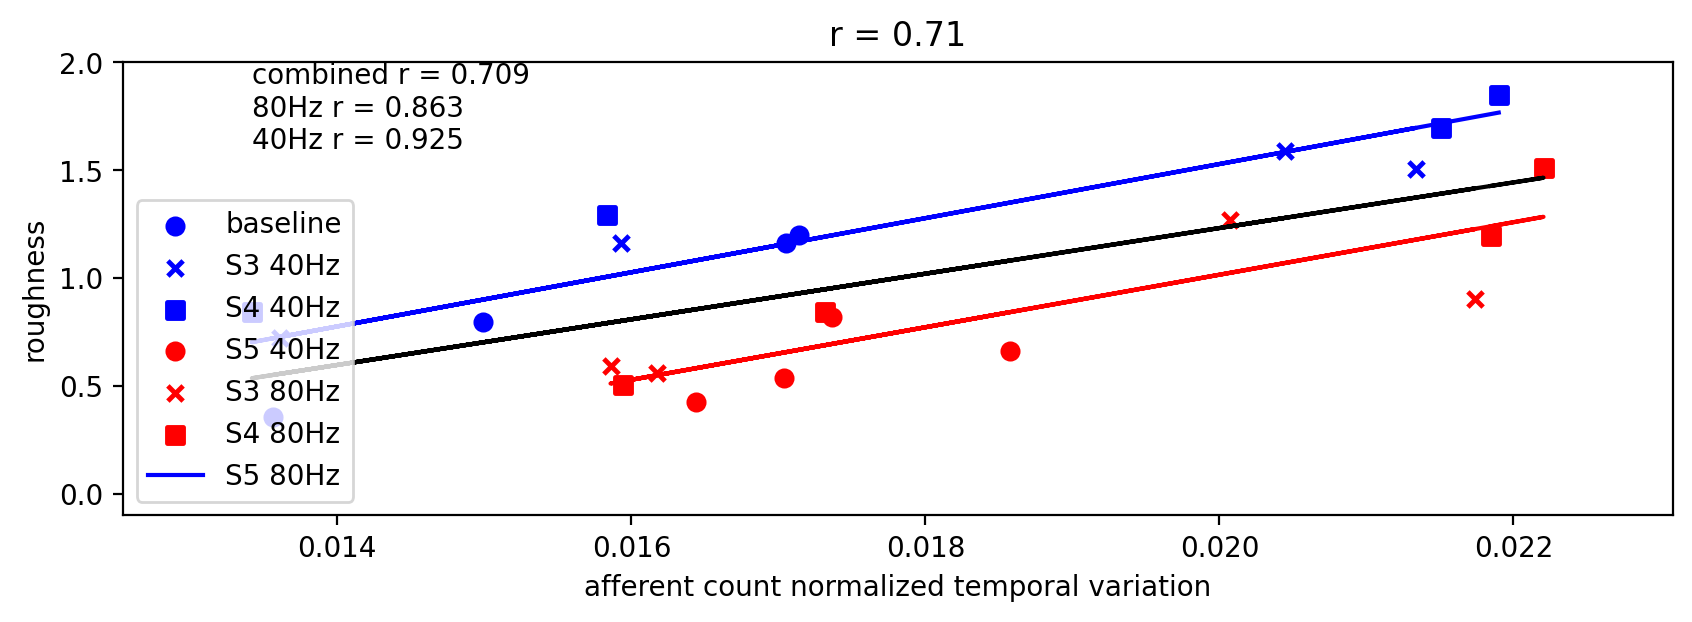 r = 0.71
combined r = 0.709
80Hz r = 0.863
40Hz r = 0.925
2.0
1.5
1.0
0.5
0.0
roughness
baseline
S3 40Hz
S4 40Hz
S5 40Hz
S3 80Hz
S4 80Hz
S5 80Hz
0.014
0.016
0.018
0.020
0.022
afferent count normalized temporal variation